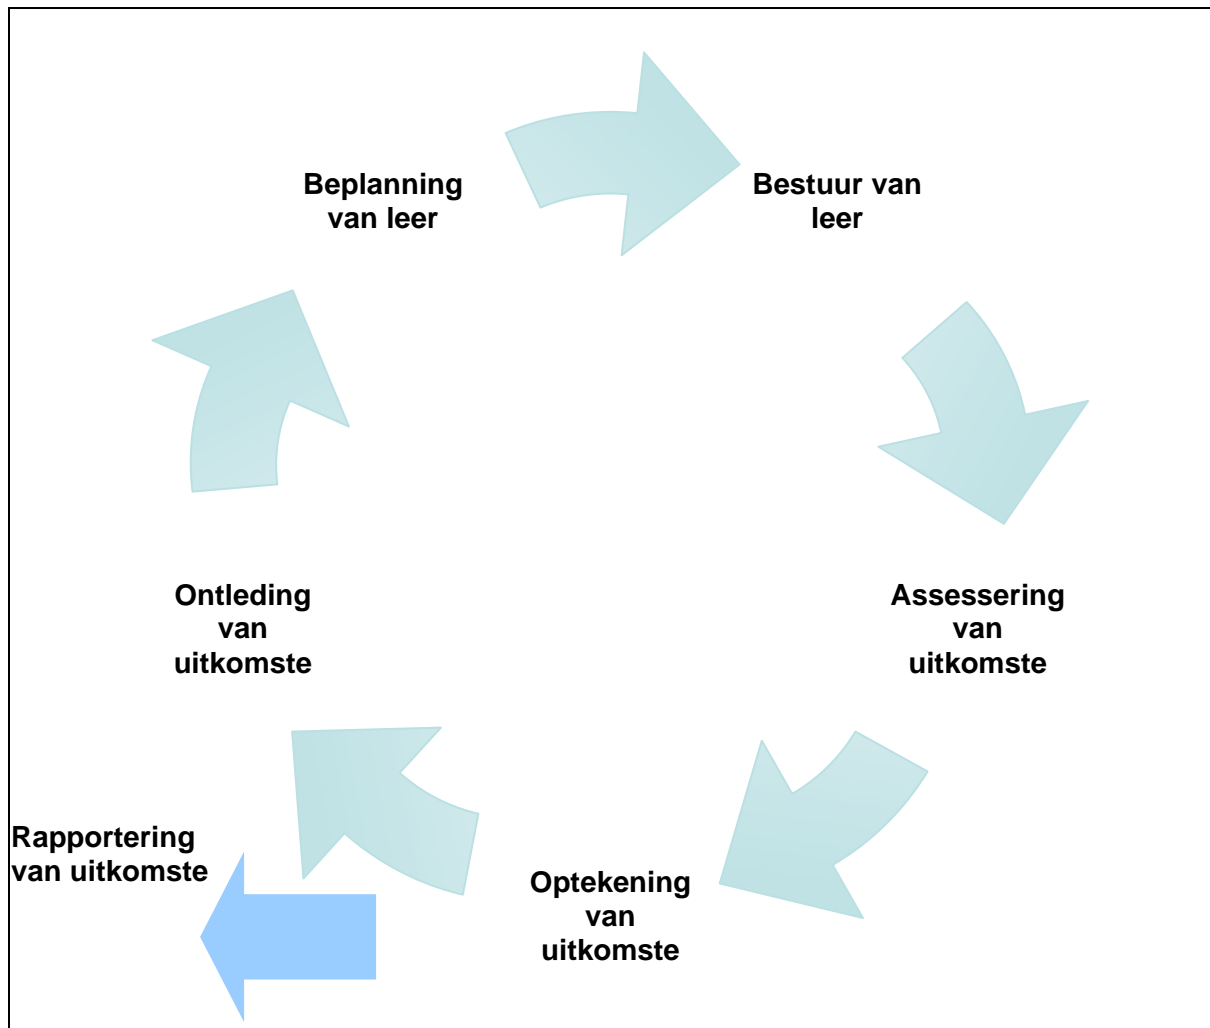 Beplanning
van leer
Bestuur van
leer
Assessering
van
uitkomste
Optekening
van
uitkomste
Rapportering
van uitkomste
Ontleding
van
uitkomste